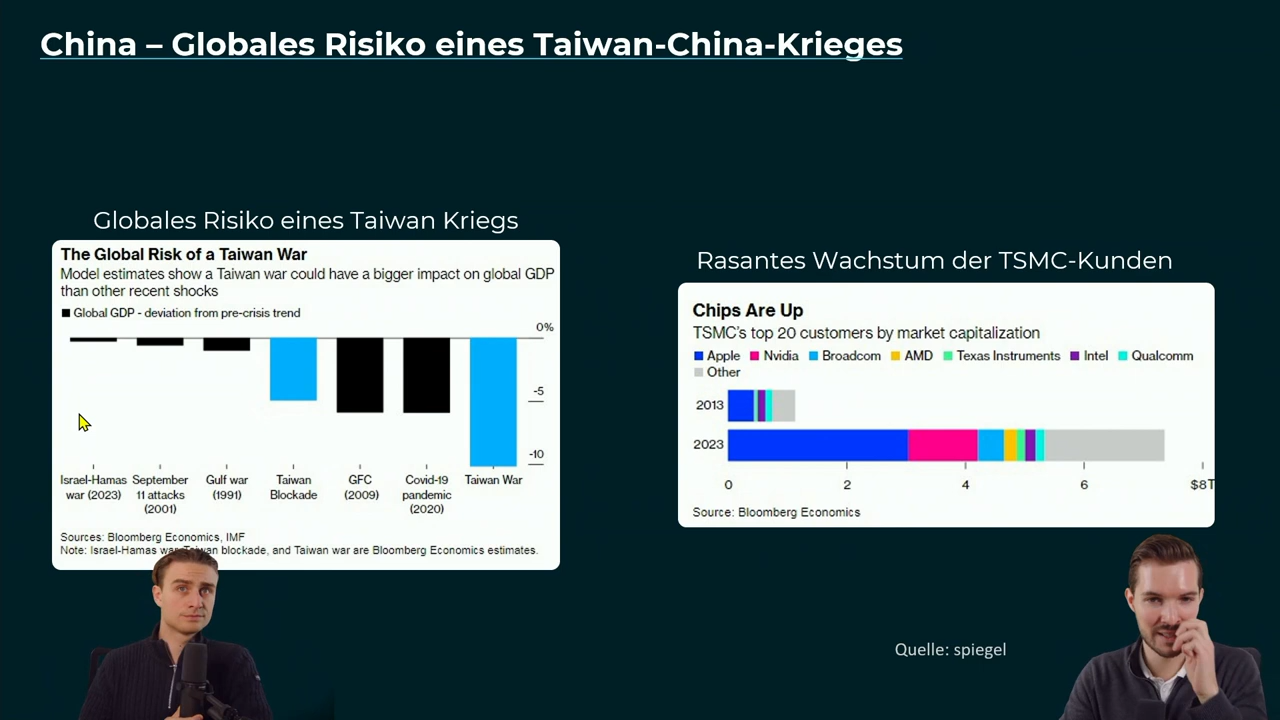 China – Globales Risiko eines Taiwan-China-Krieges
Globales Risiko eines Taiwan Kriegs
The Global Risk of a Taiwan War
Model estimates show a Taiwan war could have a bigger impact on global GDP
than other recent shocks
Global GDP - deviation from pre-crisis trend
0%
-5
-10
Israel-Hamas
war (2023)
September
11 attacks
(2001)
Gulf war
(1991)
Taiwan
Blockade
GFC
(2009)
Covid-19
pandemic
(2020)
Taiwan War
Sources: Bloomberg Economics, IMF
Note: Israel-Hamas war, Taiwan blockade, and Taiwan war are Bloomberg Economics estimates.
Rasantes Wachstum der TSMC-Kunden
Chips Are Up
TSMC's top 20 customers by market capitalization
Apple Nvidia Broadcom AMD Texas Instruments Intel Qualcomm
Other
2013
2023
0 2 4 6 $8T
Source: Bloomberg Economics
Quelle: spiegel